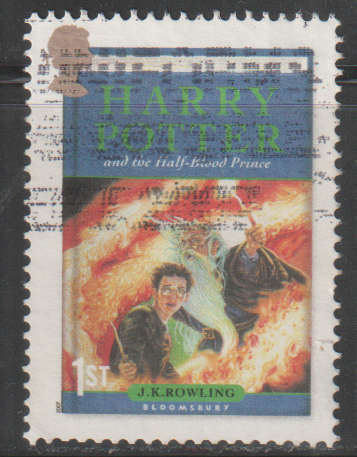 HARRY
POTTER
and the Half-Blood Prince
1ST
J.K.ROWLING
BLOOMSBURY